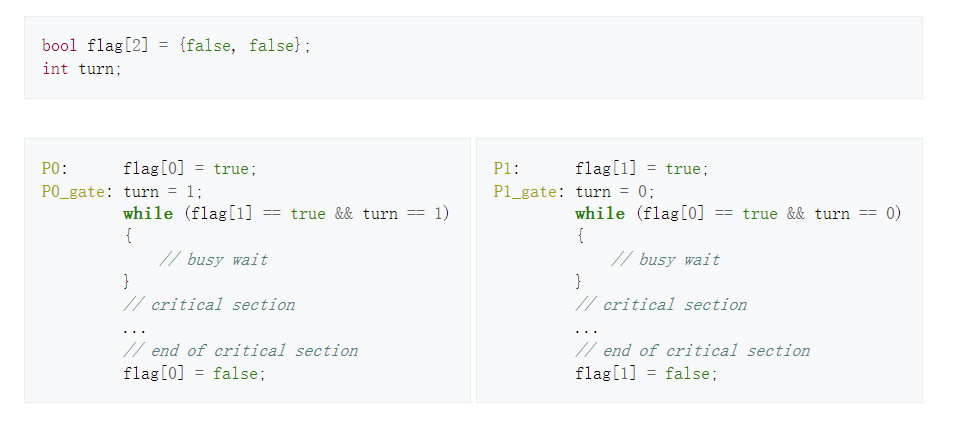 bool flag[2] = {false, false};
int turn;
P0:      flag[0] = true;
P0_gate: turn = 1;
         while (flag[1] == true && turn == 1)
         {
             // busy wait
         }
         // critical section
         ...
         // end of critical section
         flag[0] = false;
P1:      flag[1] = true;
P1_gate: turn = 0;
         while (flag[0] == true && turn == 0)
         {
             // busy wait
         }
         // critical section
         ...
         // end of critical section
         flag[1] = false;